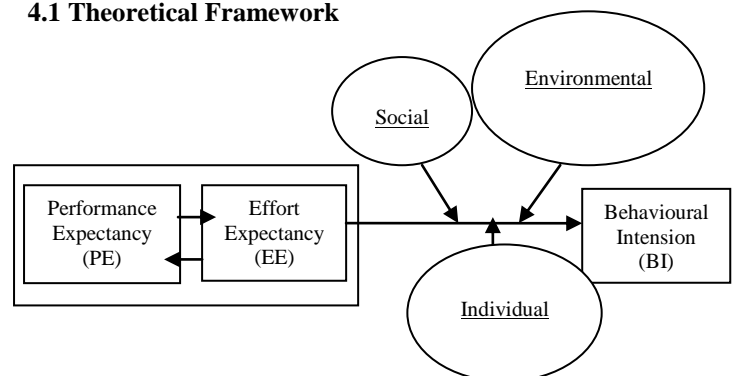 4.1 Theoretical Framework
Environmental
Social
Performance
Expectancy
(PE)
Effort
Expectancy
(EE)
Behavioural
Intension
(BI)
Individual